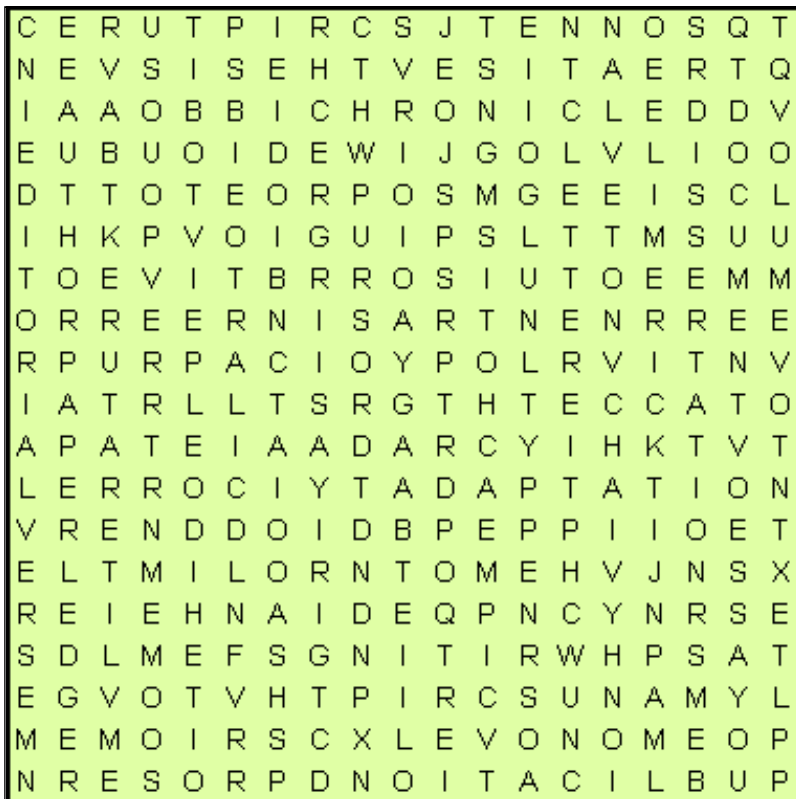 C E R U T P I R C S J T E N N O S Q T
N E V S I S E H T V E S I T A E R T Q
I A A O B B I C H R O N I C L E D D V
E U B U O I D E W I J G O L V L I O O
D T T O T E O R P O S M G E E I S C L
I H K P V O I G U I P S L T T M S U U
T O E V I T B R R O S I U T O E E M M
O R R E E R N I S A R T N E N R R E E
R P U R P A C I O Y P O L R V I T N V
I A T R L L T S R G T H T E C C A T O
A P A T E I A A D A R C Y I H K T V T
L E R R O C I Y T A D A P T A T I O N
V R E N D D O I D B P E P P I I O E T
E L T M I L O R N T O M E H V J N S X
R E I E H N A I D E Q P N C Y N R S E
S D L M E F S G N I T I R W H P S A T
E G V O T V H T P I R C S U N A M Y L
M E M O I R S C X L E V O N O M E O P
N R E S O R P D N O I T A C I L B U P